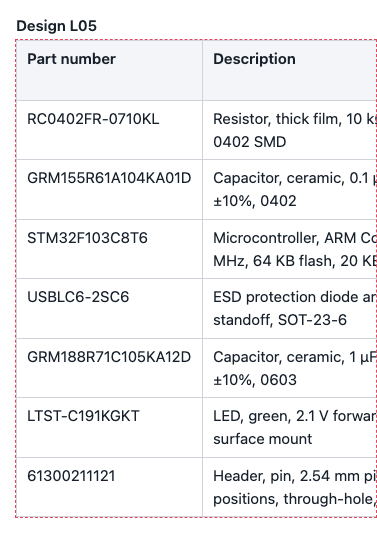 Design L05
Part number Description
RC0402FR-0710KL Resistor, thick film, 10
0402 SMD
GRM155R61A104KA01D Capacitor, ceramic, 0.1
±10%, 0402
STM32F103C8T6 Microcontroller, ARM
MHz, 64 KB flash, 20
USBLC6-2SC6 ESD protection diode
standoff, SOT-23-6
GRM188R71C105KA12D Capacitor, ceramic, 1 µF
±10%, 0603
LTST-C191KGKT LED, green, 2.1 V
surface mount
61300211121 Header, pin, 2.54 mm
positions, through-hole,